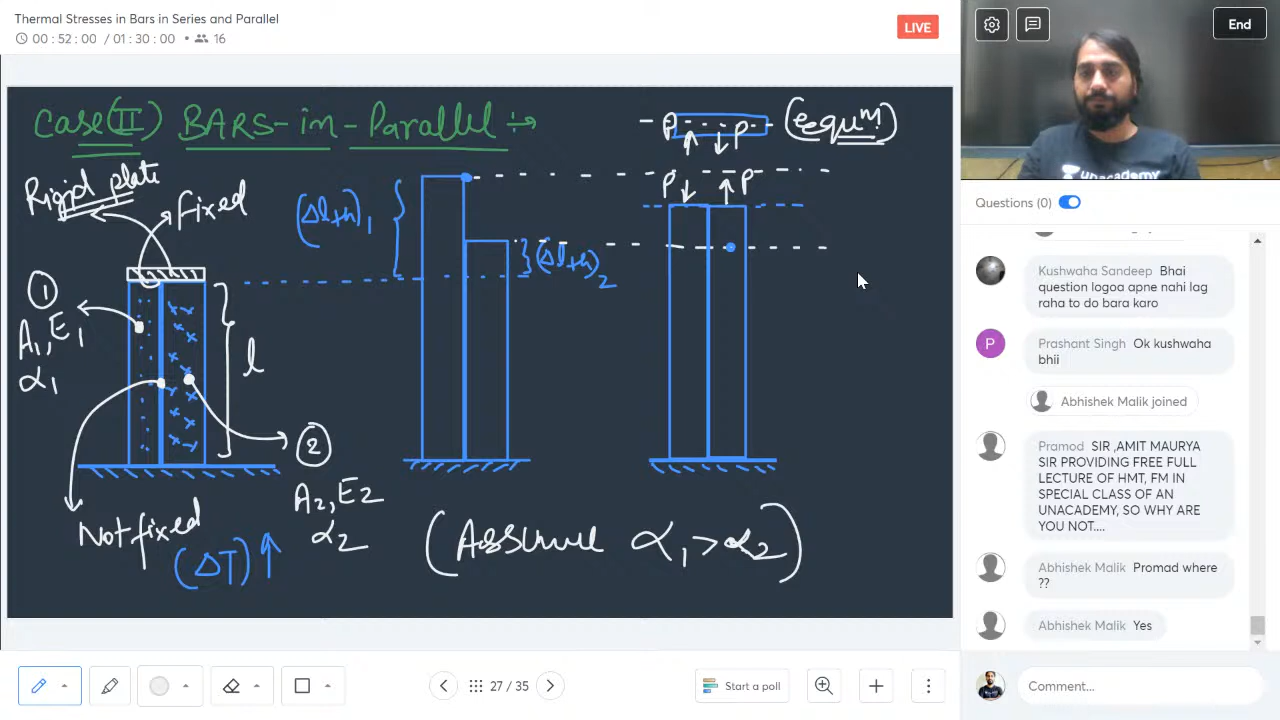 Thermal Stresses in Bars in Series and Parallel
00 : 52 : 00 / 01 : 30 : 00 • 16
LIVE
End
Case(II) BARS-in-Parallel :→
Rigid plate
fixed
①
A1, E1
α1
l
Not fixed
(ΔT)↑
②
A2, E2
α2
(Δlth)1
(Δlth)2
P P (equm)
P P
(Assume α1 > α2)
unacademy
Questions (0)
Kushwaha Sandeep Bhai
question logoa apne nahi lag
raha to do bara karo
P
Prashant Singh Ok kushwaha
bhii
Abhishek Malik joined
Pramod SIR ,AMIT MAURYA
SIR PROVIDING FREE FULL
LECTURE OF HMT, FM IN
SPECIAL CLASS OF AN
UNACADEMY, SO WHY ARE
YOU NOT....
Abhishek Malik Promad where
??
Abhishek Malik Yes
27 / 35
Start a poll
Comment...